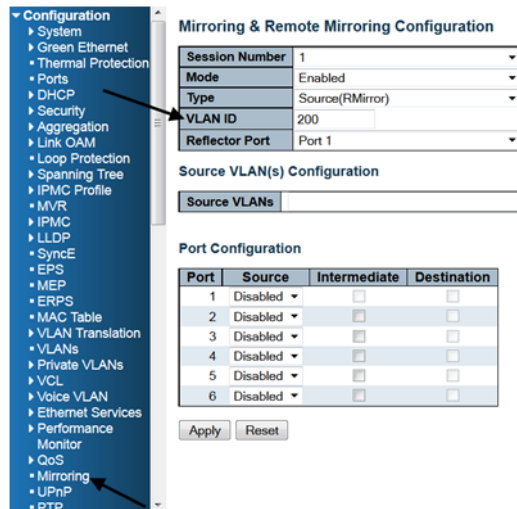 Configuration
System
Green Ethernet
Thermal Protection
Ports
DHCP
Security
Aggregation
Link OAM
Loop Protection
Spanning Tree
IPMC Profile
MVR
IPMC
LLDP
SyncE
EPS
MEP
ERPS
MAC Table
VLAN Translation
VLANs
Private VLANs
VCL
Voice VLAN
Ethernet Services
Performance
Monitor
QoS
Mirroring
UPnP
PTP
Mirroring & Remote Mirroring Configuration
Session Number 1
Mode Enabled
Type Source(RMirror)
VLAN ID 200
Reflector Port Port 1
Source VLAN(s) Configuration
Source VLANs
Port Configuration
Port Source Intermediate Destination
1 Disabled
2 Disabled
3 Disabled
4 Disabled
5 Disabled
6 Disabled
Apply Reset